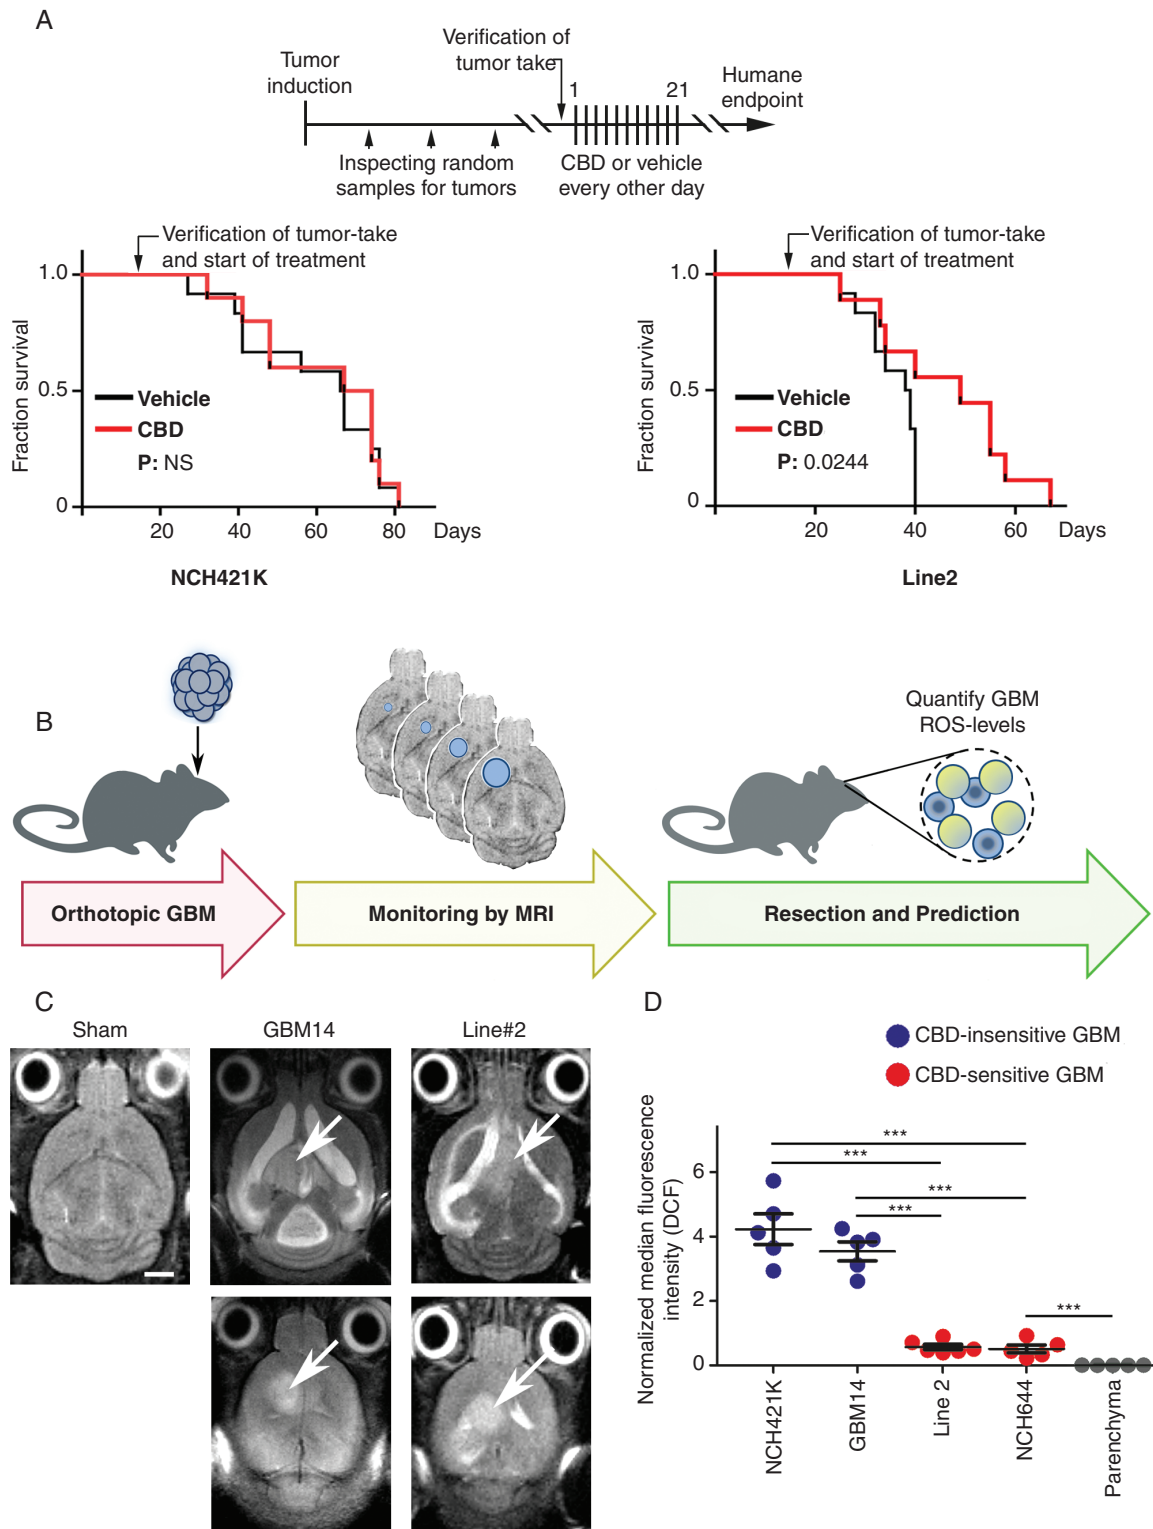 A
Tumor
induction
Verification of
tumor take
1
21
Humane
endpoint
Inspecting random
samples for tumors
CBD or vehicle
every other day
Verification of tumor-take
and start of treatment
1.0
0.5
0
Fraction survival
Vehicle
CBD
P: NS
20
40
60
80
Days
NCH421K
Verification of tumor-take
and start of treatment
1.0
0.5
0
Fraction survival
Vehicle
CBD
P: 0.0244
20
40
60
Days
Line2
B
Quantify GBM
ROS-levels
Orthotopic GBM
Monitoring by MRI
Resection and Prediction
C
Sham
GBM14
Line#2
D
CBD-insensitive GBM
CBD-sensitive GBM
Normalized median fluorescence
intensity (DCF)
6
4
2
0
***
***
***
***
***
NCH421K
GBM14
Line 2
NCH644
Parenchyma